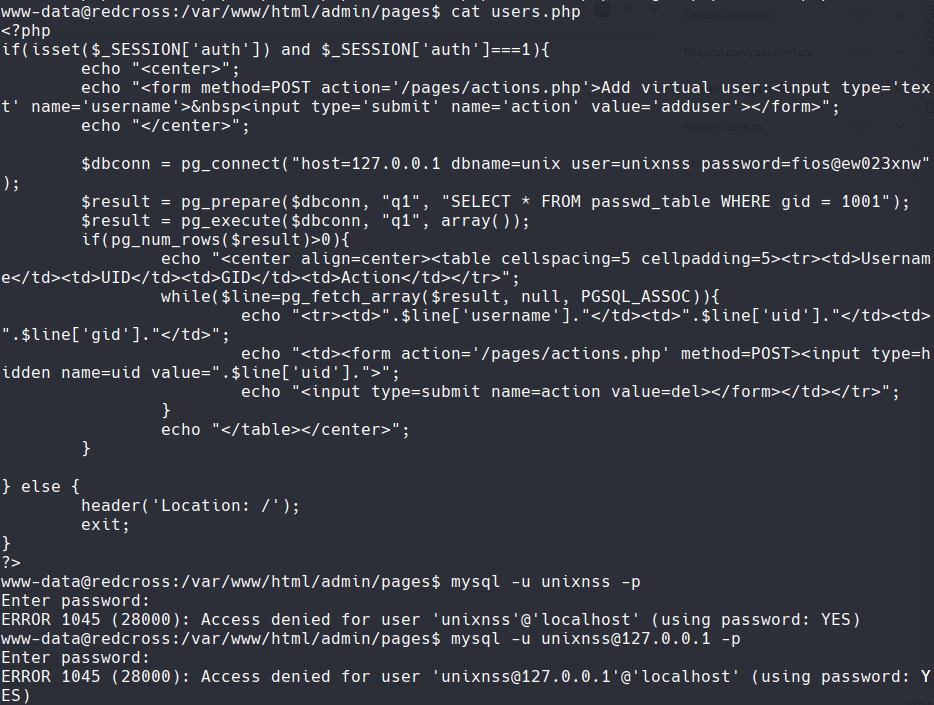 www-data@redcross:/var/www/html/admin/pages$ cat users.php
<?php
if(isset($_SESSION['auth']) and $_SESSION['auth']===1){
        echo "<center>";
        echo "<form method=POST action='/pages/actions.php'>Add virtual user:<input type='tex
t' name='username'>&nbsp<input type='submit' name='action' value='adduser'></form>";
        echo "</center>";

        $dbconn = pg_connect("host=127.0.0.1 dbname=unix user=unixnss password=fios@ew023xnw"
);
        $result = pg_prepare($dbconn, "q1", "SELECT * FROM passwd_table WHERE gid = 1001");
        $result = pg_execute($dbconn, "q1", array());
        if(pg_num_rows($result)>0){
                echo "<center align=center><table cellspacing=5 cellpadding=5><tr><td>Usernam
e</td><td>UID</td><td>GID</td><td>Action</td></tr>";
                while($line=pg_fetch_array($result, null, PGSQL_ASSOC)){
                        echo "<tr><td>".$line['username']."</td><td>".$line['uid']."</td><td>
".$line['gid']."</td>";
                        echo "<td><form action='/pages/actions.php' method=POST><input type=h
idden name=uid value=".$line['uid'].">";
                        echo "<input type=submit name=action value=del></form></td></tr>";
                }
                echo "</table></center>";
        }

} else {
        header('Location: /');
        exit;
}
?>
www-data@redcross:/var/www/html/admin/pages$ mysql -u unixnss -p
Enter password:
ERROR 1045 (28000): Access denied for user 'unixnss'@'localhost' (using password: YES)
www-data@redcross:/var/www/html/admin/pages$ mysql -u unixnss@127.0.0.1 -p
Enter password:
ERROR 1045 (28000): Access denied for user 'unixnss@127.0.0.1'@'localhost' (using password: Y
ES)
Request attributes
Request query parameters
Request cookies